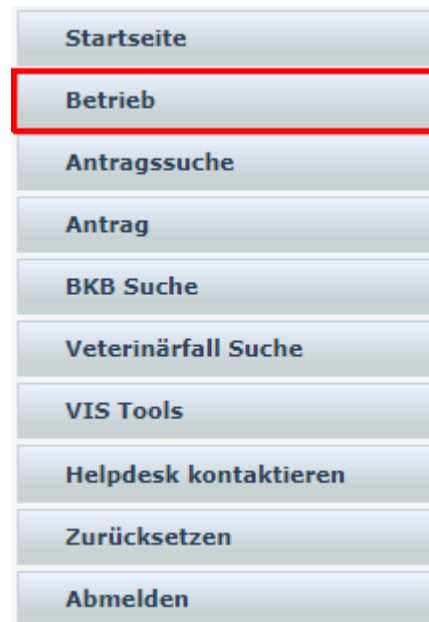 Startseite
Betrieb
Antragssuche
Antrag
BKB Suche
Veterinärfall Suche
VIS Tools
Helpdesk kontaktieren
Zurücksetzen
Abmelden